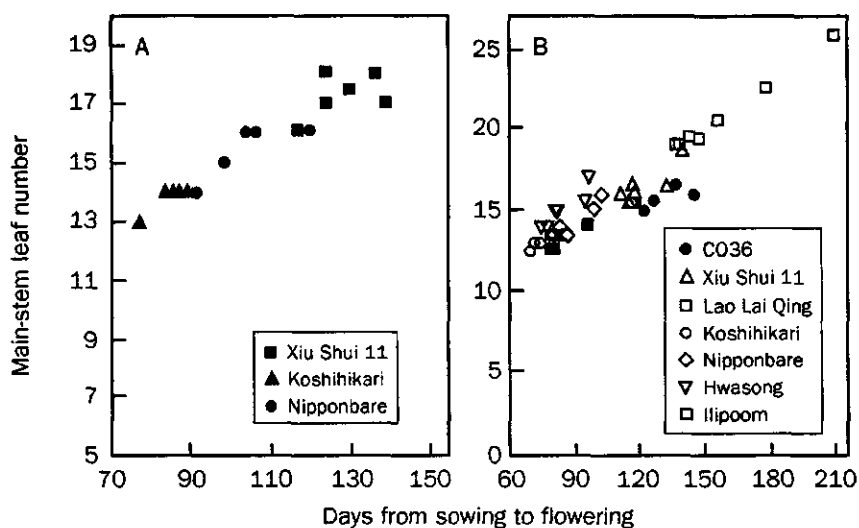 Main-stem leaf number
A
19
17
15
13
11
9
7
5
70 90 110 130 150
Xiu Shui 11
Koshihikari
Nipponbare
B
25
20
15
10
5
0
60 90 120 150 180 210
CO36
Xiu Shui 11
Lao Lai Qing
Koshihikari
Nipponbare
Hwasong
Ilipoom
Days from sowing to flowering